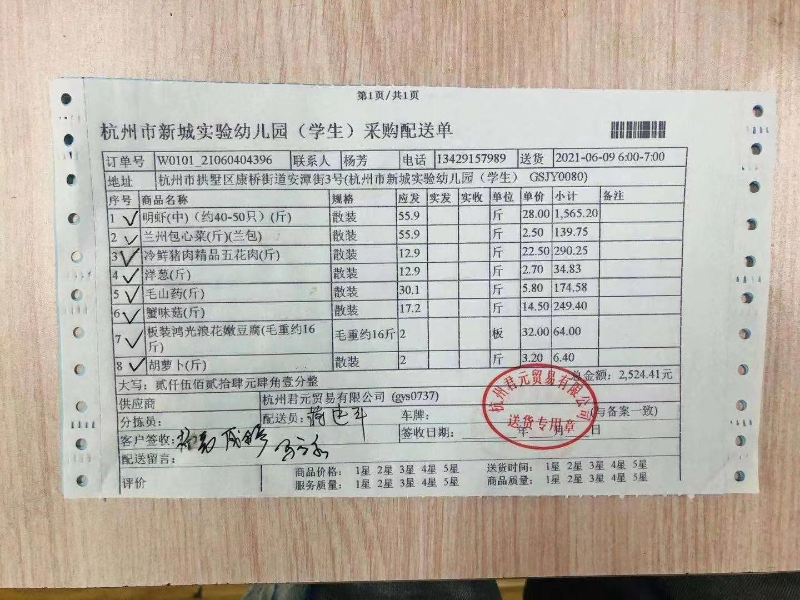 第1页/共1页
杭州市新城实验幼儿园（学生）采购配送单
订单号 W0101_21060404396 联系人 杨芳 电话 13429157989 送货 2021-06-09 6:00-7:00
地址 杭州市拱墅区康桥街道安潭街3号(杭州市新城实验幼儿园（学生） GSJY0080)
序号 商品名称 规格 应发 实发 实收 单位 单价 小计 备注
1 明虾(中)（约40-50只）(斤) 散装 55.9 斤 28.00 1,565.20
2 兰州包心菜(斤)(兰包) 散装 55.9 斤 2.50 139.75
3 冷鲜猪肉精品五花肉(斤) 散装 12.9 斤 22.50 290.25
4 洋葱(斤) 散装 12.9 斤 2.70 34.83
5 毛山药(斤) 散装 30.1 斤 5.80 174.58
6 蟹味菇(斤) 散装 17.2 斤 14.50 249.40
7 板装鸿光浪花嫩豆腐(毛重约16斤) 毛重约16斤 2 板 32.00 64.00
8 胡萝卜(斤) 散装 2 斤 3.20 6.40
大写：贰仟伍佰贰拾肆元肆角壹分整 总金额：2,524.41元
供应商 杭州君元贸易有限公司 (gys0737)
分拣员： 配送员： 车牌： (与备案一致)
客户签收： 签收日期： 年 月 日
配送留言：
评价 商品价格： 1星 2星 3星 4星 5星 送货时间： 1星 2星 3星 4星 5星
服务质量： 1星 2星 3星 4星 5星 商品质量： 1星 2星 3星 4星 5星
杭州君元贸易有限公司
送货专用章